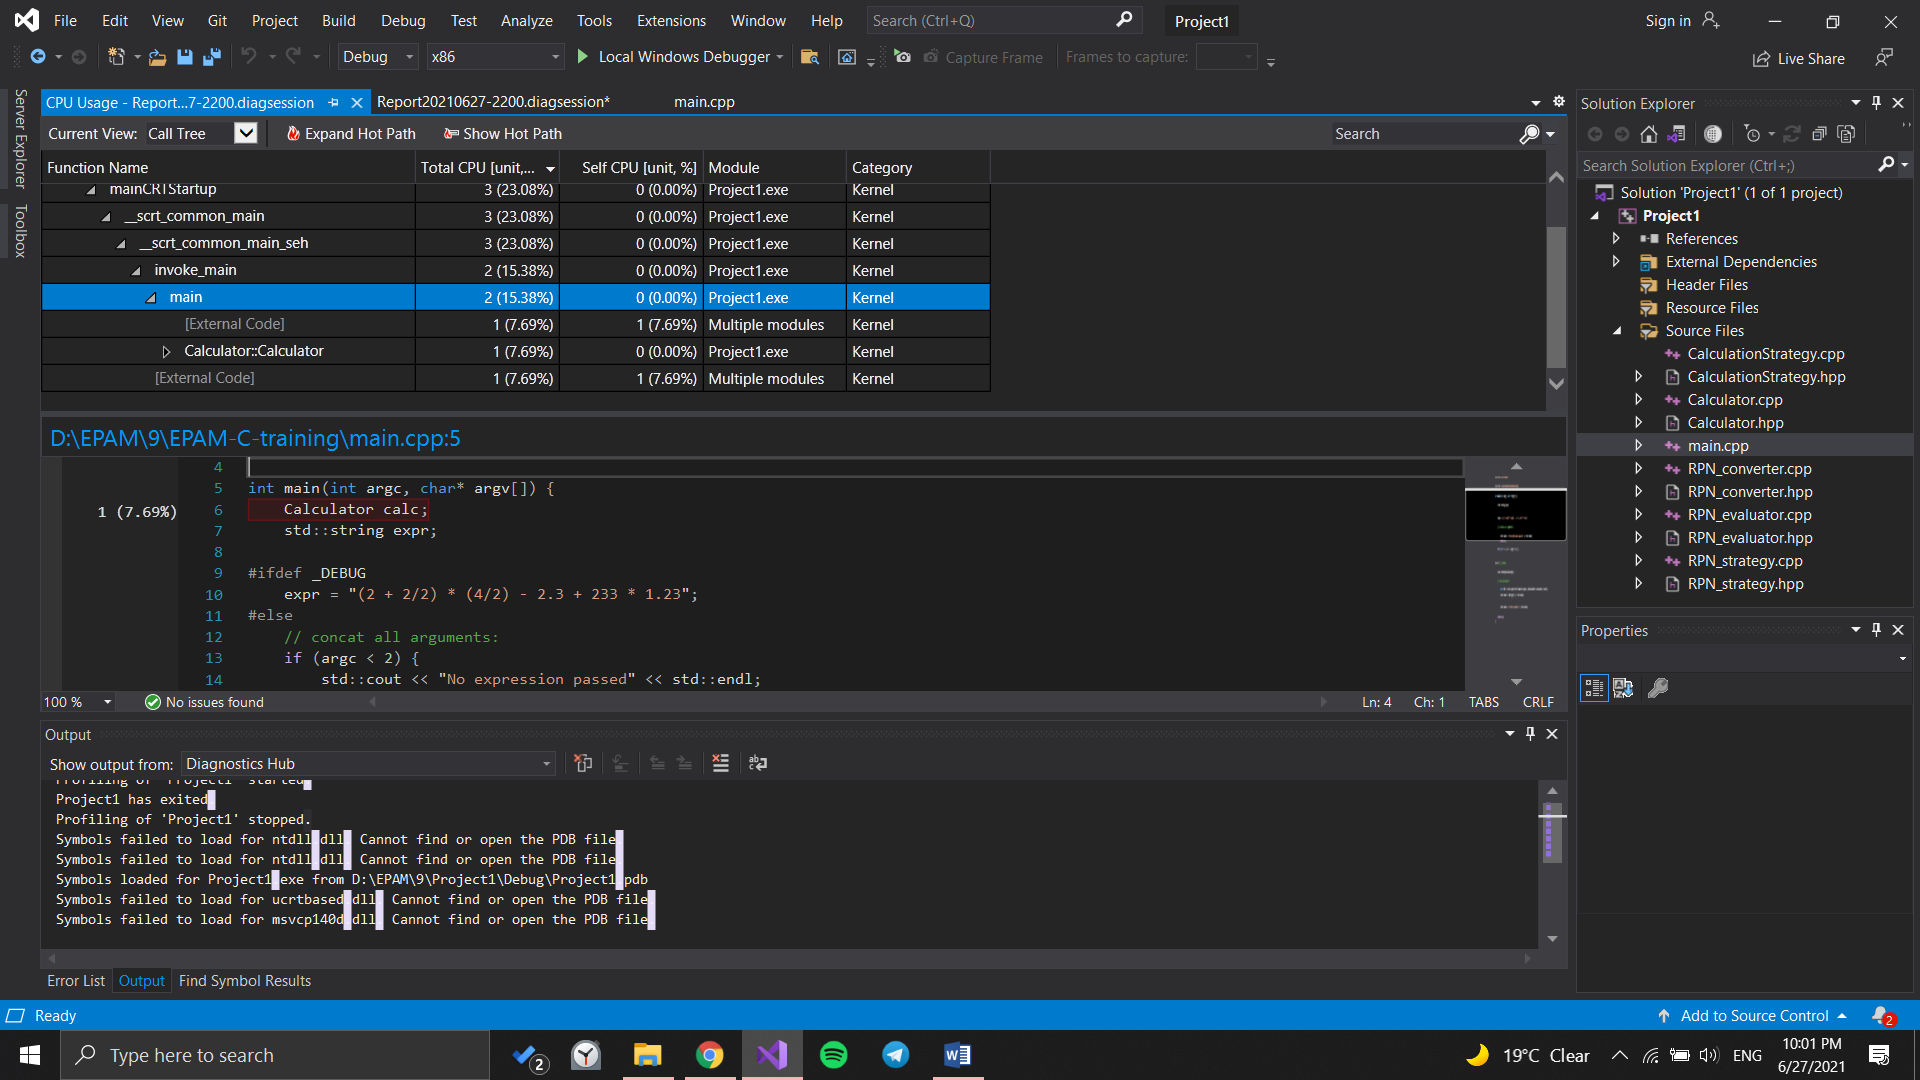 File Edit View Git Project Build Debug Test Analyze Tools Extensions Window Help Search (Ctrl+Q) Project1 Sign in
Debug x86 Local Windows Debugger Capture Frame Frames to capture: Live Share
Server Explorer
Toolbox
CPU Usage - Report...7-2200.diagsession Report20210627-2200.diagsession* main.cpp
Current View: Call Tree Expand Hot Path Show Hot Path Search
Function Name Total CPU [unit,... Self CPU [unit, %] Module Category
mainCRTStartup 3 (23.08%) 0 (0.00%) Project1.exe Kernel
__scrt_common_main 3 (23.08%) 0 (0.00%) Project1.exe Kernel
__scrt_common_main_seh 3 (23.08%) 0 (0.00%) Project1.exe Kernel
invoke_main 2 (15.38%) 0 (0.00%) Project1.exe Kernel
main 2 (15.38%) 0 (0.00%) Project1.exe Kernel
[External Code] 1 (7.69%) 1 (7.69%) Multiple modules Kernel
Calculator::Calculator 1 (7.69%) 0 (0.00%) Project1.exe Kernel
[External Code] 1 (7.69%) 1 (7.69%) Multiple modules Kernel
D:\EPAM\9\EPAM-C-training\main.cpp:5
4
5 int main(int argc, char* argv[]) {
1 (7.69%) 6 Calculator calc;
7 std::string expr;
8
9 #ifdef _DEBUG
10 expr = "(2 + 2/2) * (4/2) - 2.3 + 233 * 1.23";
11 #else
12 // concat all arguments:
13 if (argc < 2) {
14 std::cout << "No expression passed" << std::endl;
100 % No issues found Ln: 4 Ch: 1 TABS CRLF
Output
Show output from: Diagnostics Hub
Profiling of 'Project1' started
Project1 has exited
Profiling of 'Project1' stopped.
Symbols failed to load for ntdll dll Cannot find or open the PDB file
Symbols failed to load for ntdll dll Cannot find or open the PDB file
Symbols loaded for Project1 exe from D:\EPAM\9\Project1\Debug\Project1 pdb
Symbols failed to load for ucrtbased dll Cannot find or open the PDB file
Symbols failed to load for msvcp140d dll Cannot find or open the PDB file
Error List Output Find Symbol Results
Solution Explorer
Search Solution Explorer (Ctrl+;)
Solution 'Project1' (1 of 1 project)
Project1
References
External Dependencies
Header Files
Resource Files
Source Files
CalculationStrategy.cpp
CalculationStrategy.hpp
Calculator.cpp
Calculator.hpp
main.cpp
RPN_converter.cpp
RPN_converter.hpp
RPN_evaluator.cpp
RPN_evaluator.hpp
RPN_strategy.cpp
RPN_strategy.hpp
Properties
Ready Add to Source Control 2
Type here to search 2 19°C Clear ENG 10:01 PM
6/27/2021